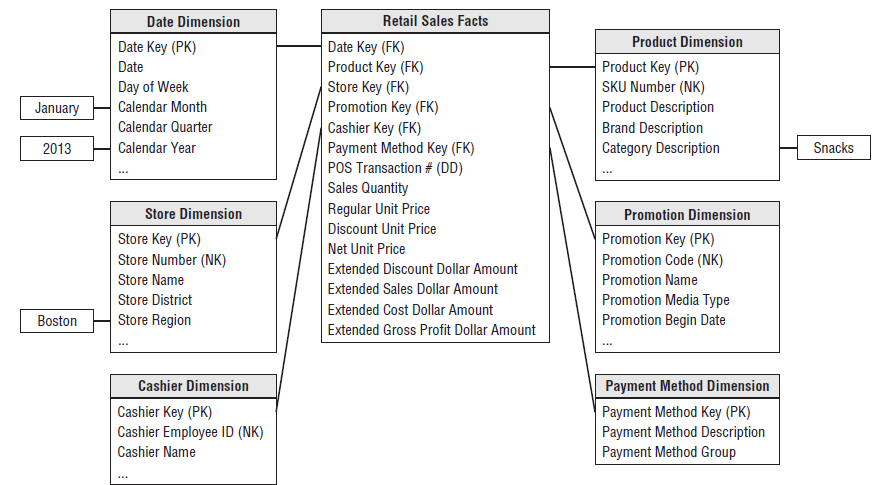 Date Dimension
Date Key (PK)
Date
Day of Week
Calendar Month
Calendar Quarter
Calendar Year
...
January
2013
Store Dimension
Store Key (PK)
Store Number (NK)
Store Name
Store District
Store Region
...
Boston
Cashier Dimension
Cashier Key (PK)
Cashier Employee ID (NK)
Cashier Name
...
Retail Sales Facts
Date Key (FK)
Product Key (FK)
Store Key (FK)
Promotion Key (FK)
Cashier Key (FK)
Payment Method Key (FK)
POS Transaction # (DD)
Sales Quantity
Regular Unit Price
Discount Unit Price
Net Unit Price
Extended Discount Dollar Amount
Extended Sales Dollar Amount
Extended Cost Dollar Amount
Extended Gross Profit Dollar Amount
Product Dimension
Product Key (PK)
SKU Number (NK)
Product Description
Brand Description
Category Description
...
Snacks
Promotion Dimension
Promotion Key (PK)
Promotion Code (NK)
Promotion Name
Promotion Media Type
Promotion Begin Date
...
Payment Method Dimension
Payment Method Key (PK)
Payment Method Description
Payment Method Group